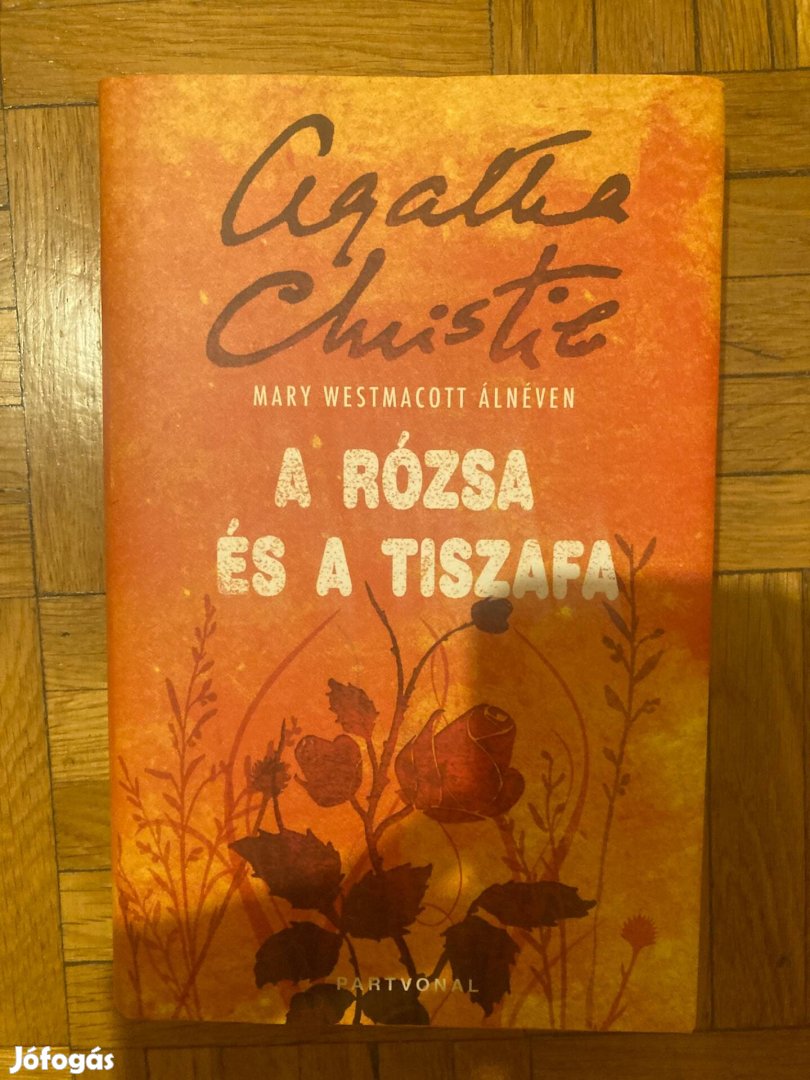 Agatha
Christie
MARY WESTMACOTT ÁLNÉVEN
A RÓZSA
ÉS A TISZAFA
PARTVONAL
Jófogás